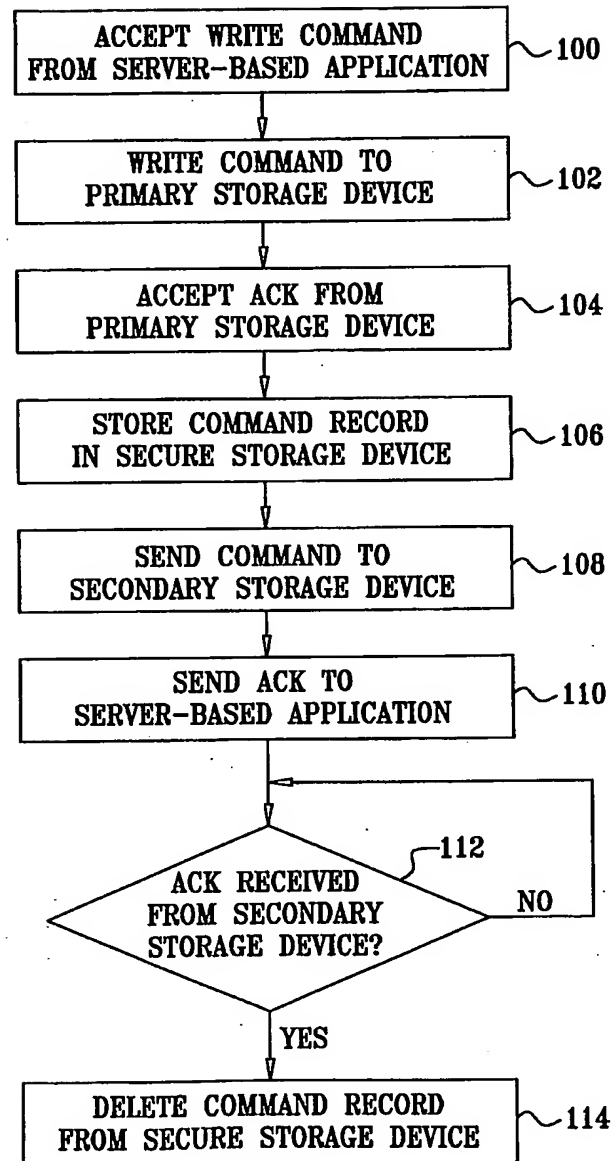 ACCEPT WRITE COMMAND
FROM SERVER-BASED APPLICATION
100
WRITE COMMAND TO
PRIMARY STORAGE DEVICE
102
ACCEPT ACK FROM
PRIMARY STORAGE DEVICE
104
STORE COMMAND RECORD
IN SECURE STORAGE DEVICE
106
SEND COMMAND TO
SECONDARY STORAGE DEVICE
108
SEND ACK TO
SERVER-BASED APPLICATION
110
112
ACK RECEIVED
FROM SECONDARY
STORAGE DEVICE?
NO
YES
DELETE COMMAND RECORD
FROM SECURE STORAGE DEVICE
114